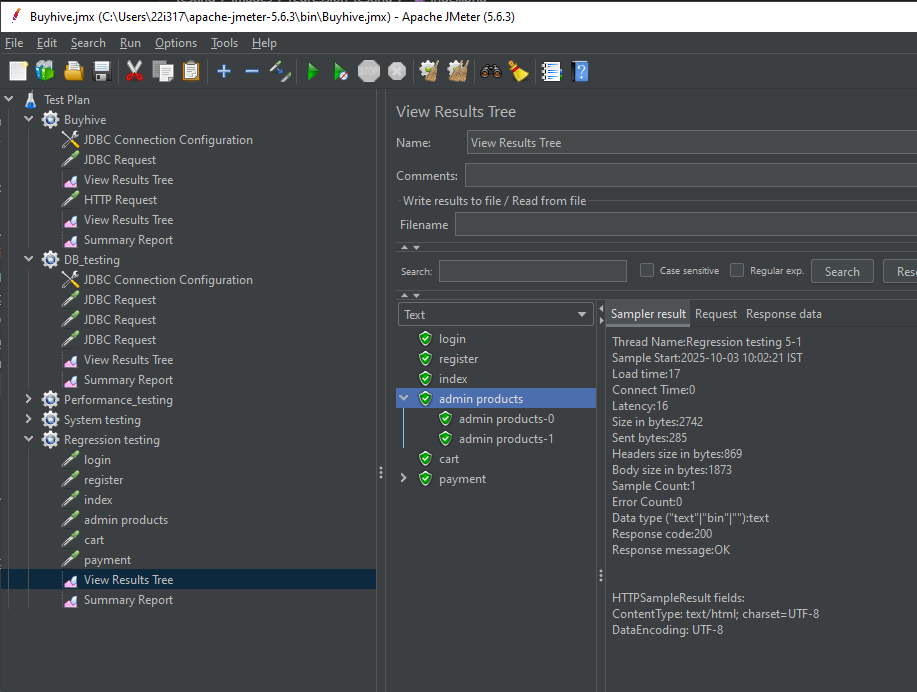 Buyhive.jmx (C:\Users\22i317\apache-jmeter-5.6.3\bin\Buyhive.jmx) - Apache JMeter (5.6.3)
File Edit Search Run Options Tools Help
Test Plan
Buyhive
JDBC Connection Configuration
JDBC Request
View Results Tree
HTTP Request
View Results Tree
Summary Report
DB_testing
JDBC Connection Configuration
JDBC Request
JDBC Request
JDBC Request
View Results Tree
Summary Report
Performance_testing
System testing
Regression testing
login
register
index
admin products
cart
payment
View Results Tree
Summary Report
View Results Tree
Name: View Results Tree
Comments:
Write results to file / Read from file
Filename
Search: Case sensitive Regular exp. Search Res
Text
login
register
index
admin products
admin products-0
admin products-1
cart
payment
Sampler result Request Response data
Thread Name:Regression testing 5-1
Sample Start:2025-10-03 10:02:21 IST
Load time:17
Connect Time:0
Latency:16
Size in bytes:2742
Sent bytes:285
Headers size in bytes:869
Body size in bytes:1873
Sample Count:1
Error Count:0
Data type ("text"|"bin"|""):text
Response code:200
Response message:OK
HTTPSampleResult fields:
ContentType: text/html; charset=UTF-8
DataEncoding: UTF-8